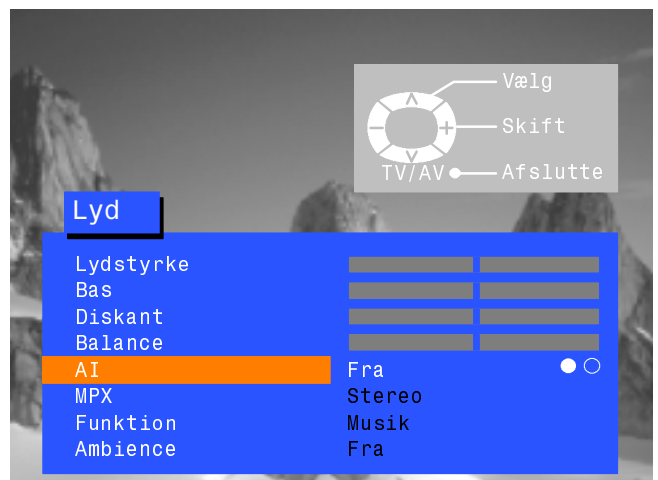 Vælg
Skift
TV/AV Afslutte
Lyd
Lydstyrke
Bas
Diskant
Balance
AI Fra
MPX Stereo
Funktion Musik
Ambience Fra